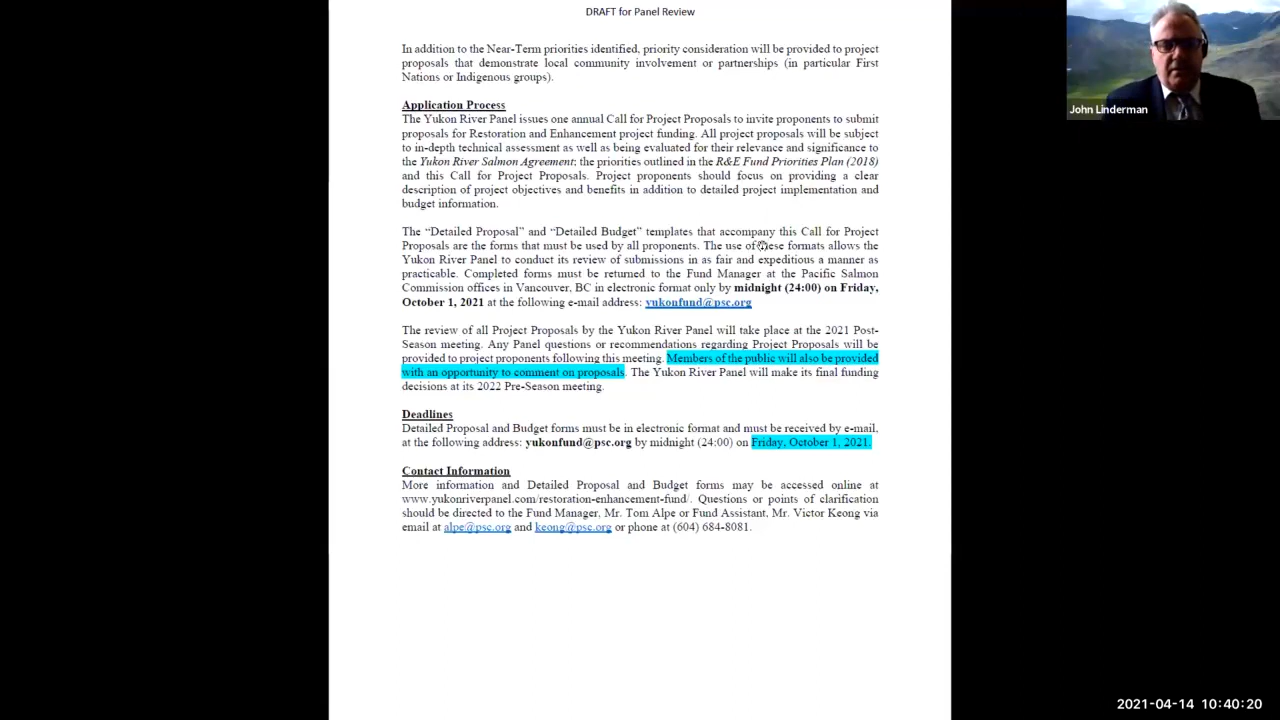 DRAFT for Panel Review
In addition to the Near-Term priorities identified, priority consideration will be provided to project
proposals that demonstrate local community involvement or partnerships (in particular First
Nations or Indigenous groups).
Application Process
The Yukon River Panel issues one annual Call for Project Proposals to invite proponents to submit
proposals for Restoration and Enhancement project funding. All project proposals will be subject
to in-depth technical assessment as well as being evaluated for their relevance and significance to
the Yukon River Salmon Agreement; the priorities outlined in the R&E Fund Priorities Plan (2018)
and this Call for Project Proposals. Project proponents should focus on providing a clear
description of project objectives and benefits in addition to detailed project implementation and
budget information.
The “Detailed Proposal” and “Detailed Budget” templates that accompany this Call for Project
Proposals are the forms that must be used by all proponents. The use of these formats allows the
Yukon River Panel to conduct its review of submissions in as fair and expeditious a manner as
practicable. Completed forms must be returned to the Fund Manager at the Pacific Salmon
Commission offices in Vancouver, BC in electronic format only by midnight (24:00) on Friday,
October 1, 2021 at the following e-mail address: yukonfund@psc.org
The review of all Project Proposals by the Yukon River Panel will take place at the 2021 Post-
Season meeting. Any Panel questions or recommendations regarding Project Proposals will be
provided to project proponents following this meeting. Members of the public will also be provided
with an opportunity to comment on proposals. The Yukon River Panel will make its final funding
decisions at its 2022 Pre-Season meeting.
Deadlines
Detailed Proposal and Budget forms must be in electronic format and must be received by e-mail,
at the following address: yukonfund@psc.org by midnight (24:00) on Friday, October 1, 2021.
Contact Information
More information and Detailed Proposal and Budget forms may be accessed online at
www.yukonriverpanel.com/restoration-enhancement-fund/. Questions or points of clarification
should be directed to the Fund Manager, Mr. Tom Alpe or Fund Assistant, Mr. Victor Keong via
email at alpe@psc.org and keong@psc.org or phone at (604) 684-8081.
John Linderman
2021-04-14 10:40:20